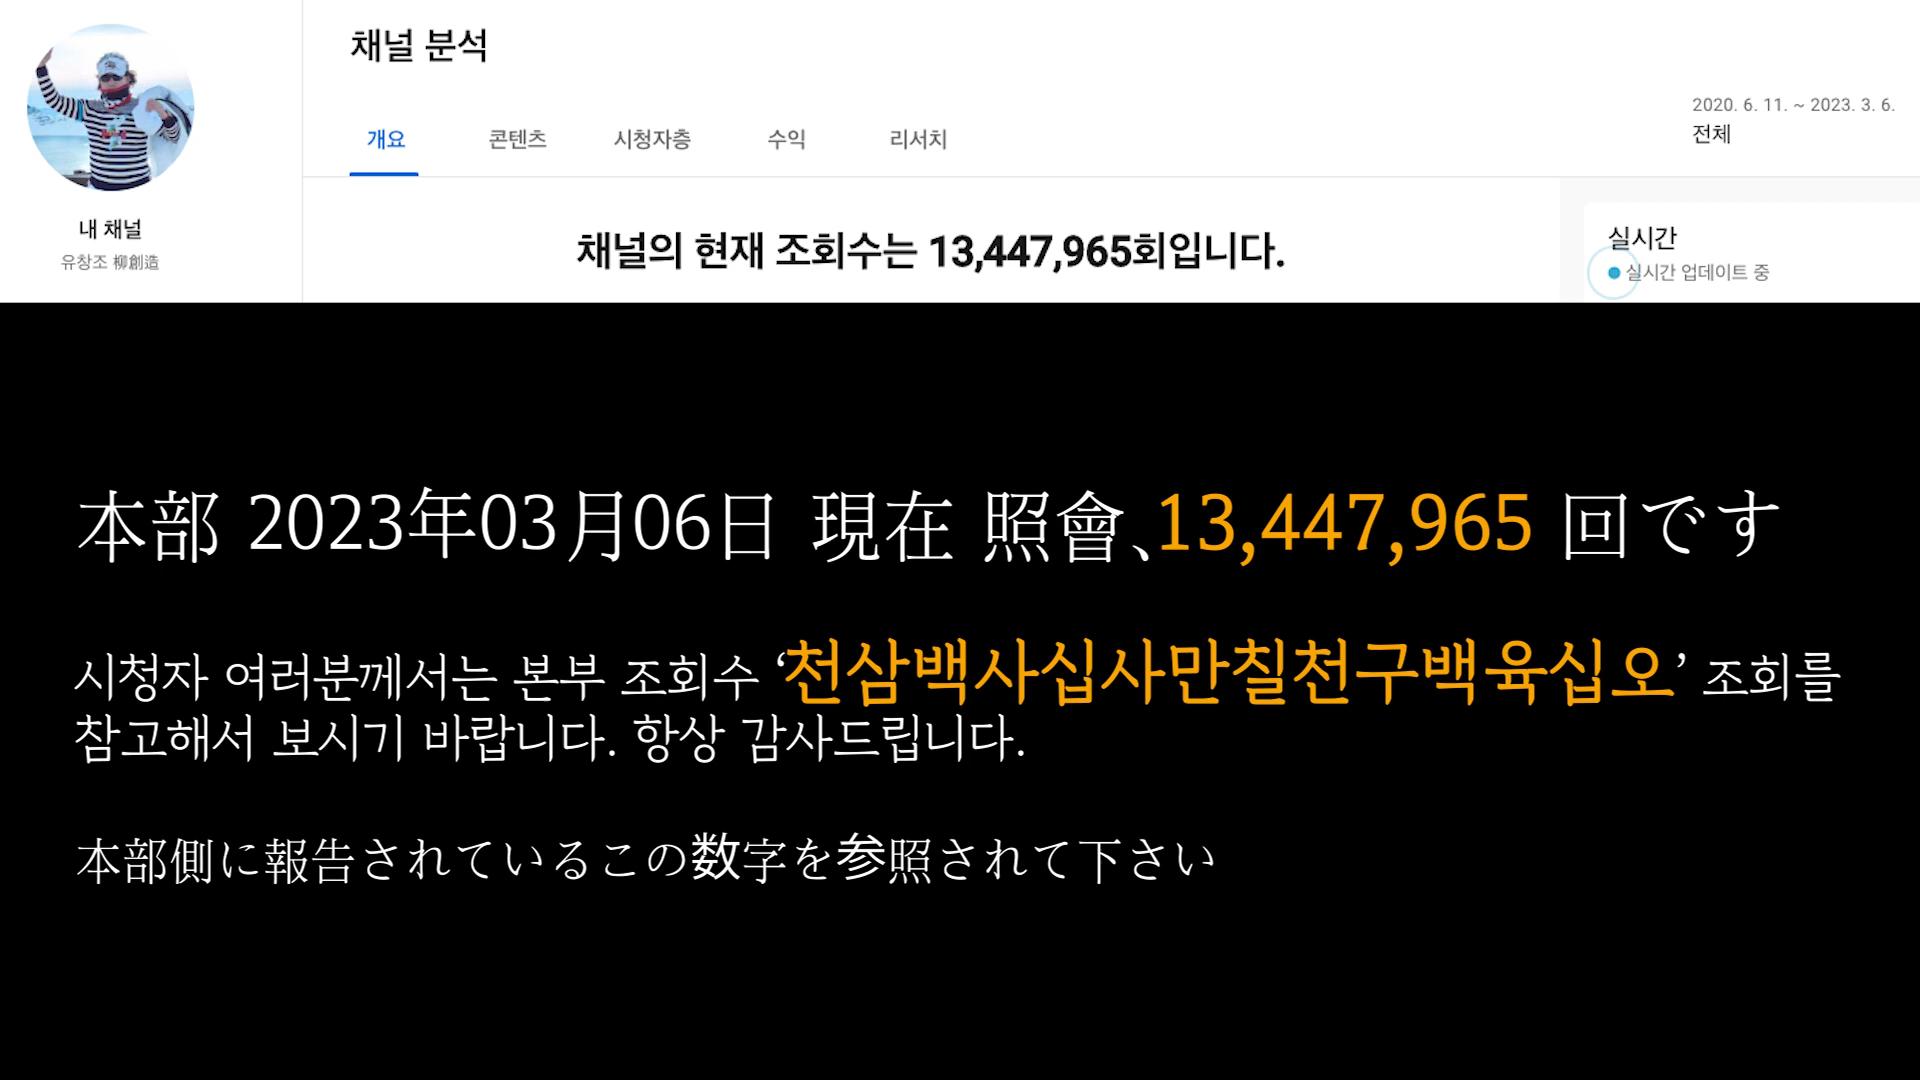 채널 분석
2020. 6. 11. ~ 2023. 3. 6.
전체
개요 콘텐츠 시청자층 수익 리서치
내 채널
유창조 柳創造
채널의 현재 조회수는 13,447,965회입니다.
실시간
실시간 업데이트 중
本部 2023年03月06日 現在 照會、13,447,965 回です
시청자 여러분께서는 본부 조회수 ‘천삼백사십사만칠천구백육십오’ 조회를
참고해서 보시기 바랍니다. 항상 감사드립니다.
本部側に報告されているこの数字を参照されて下さい